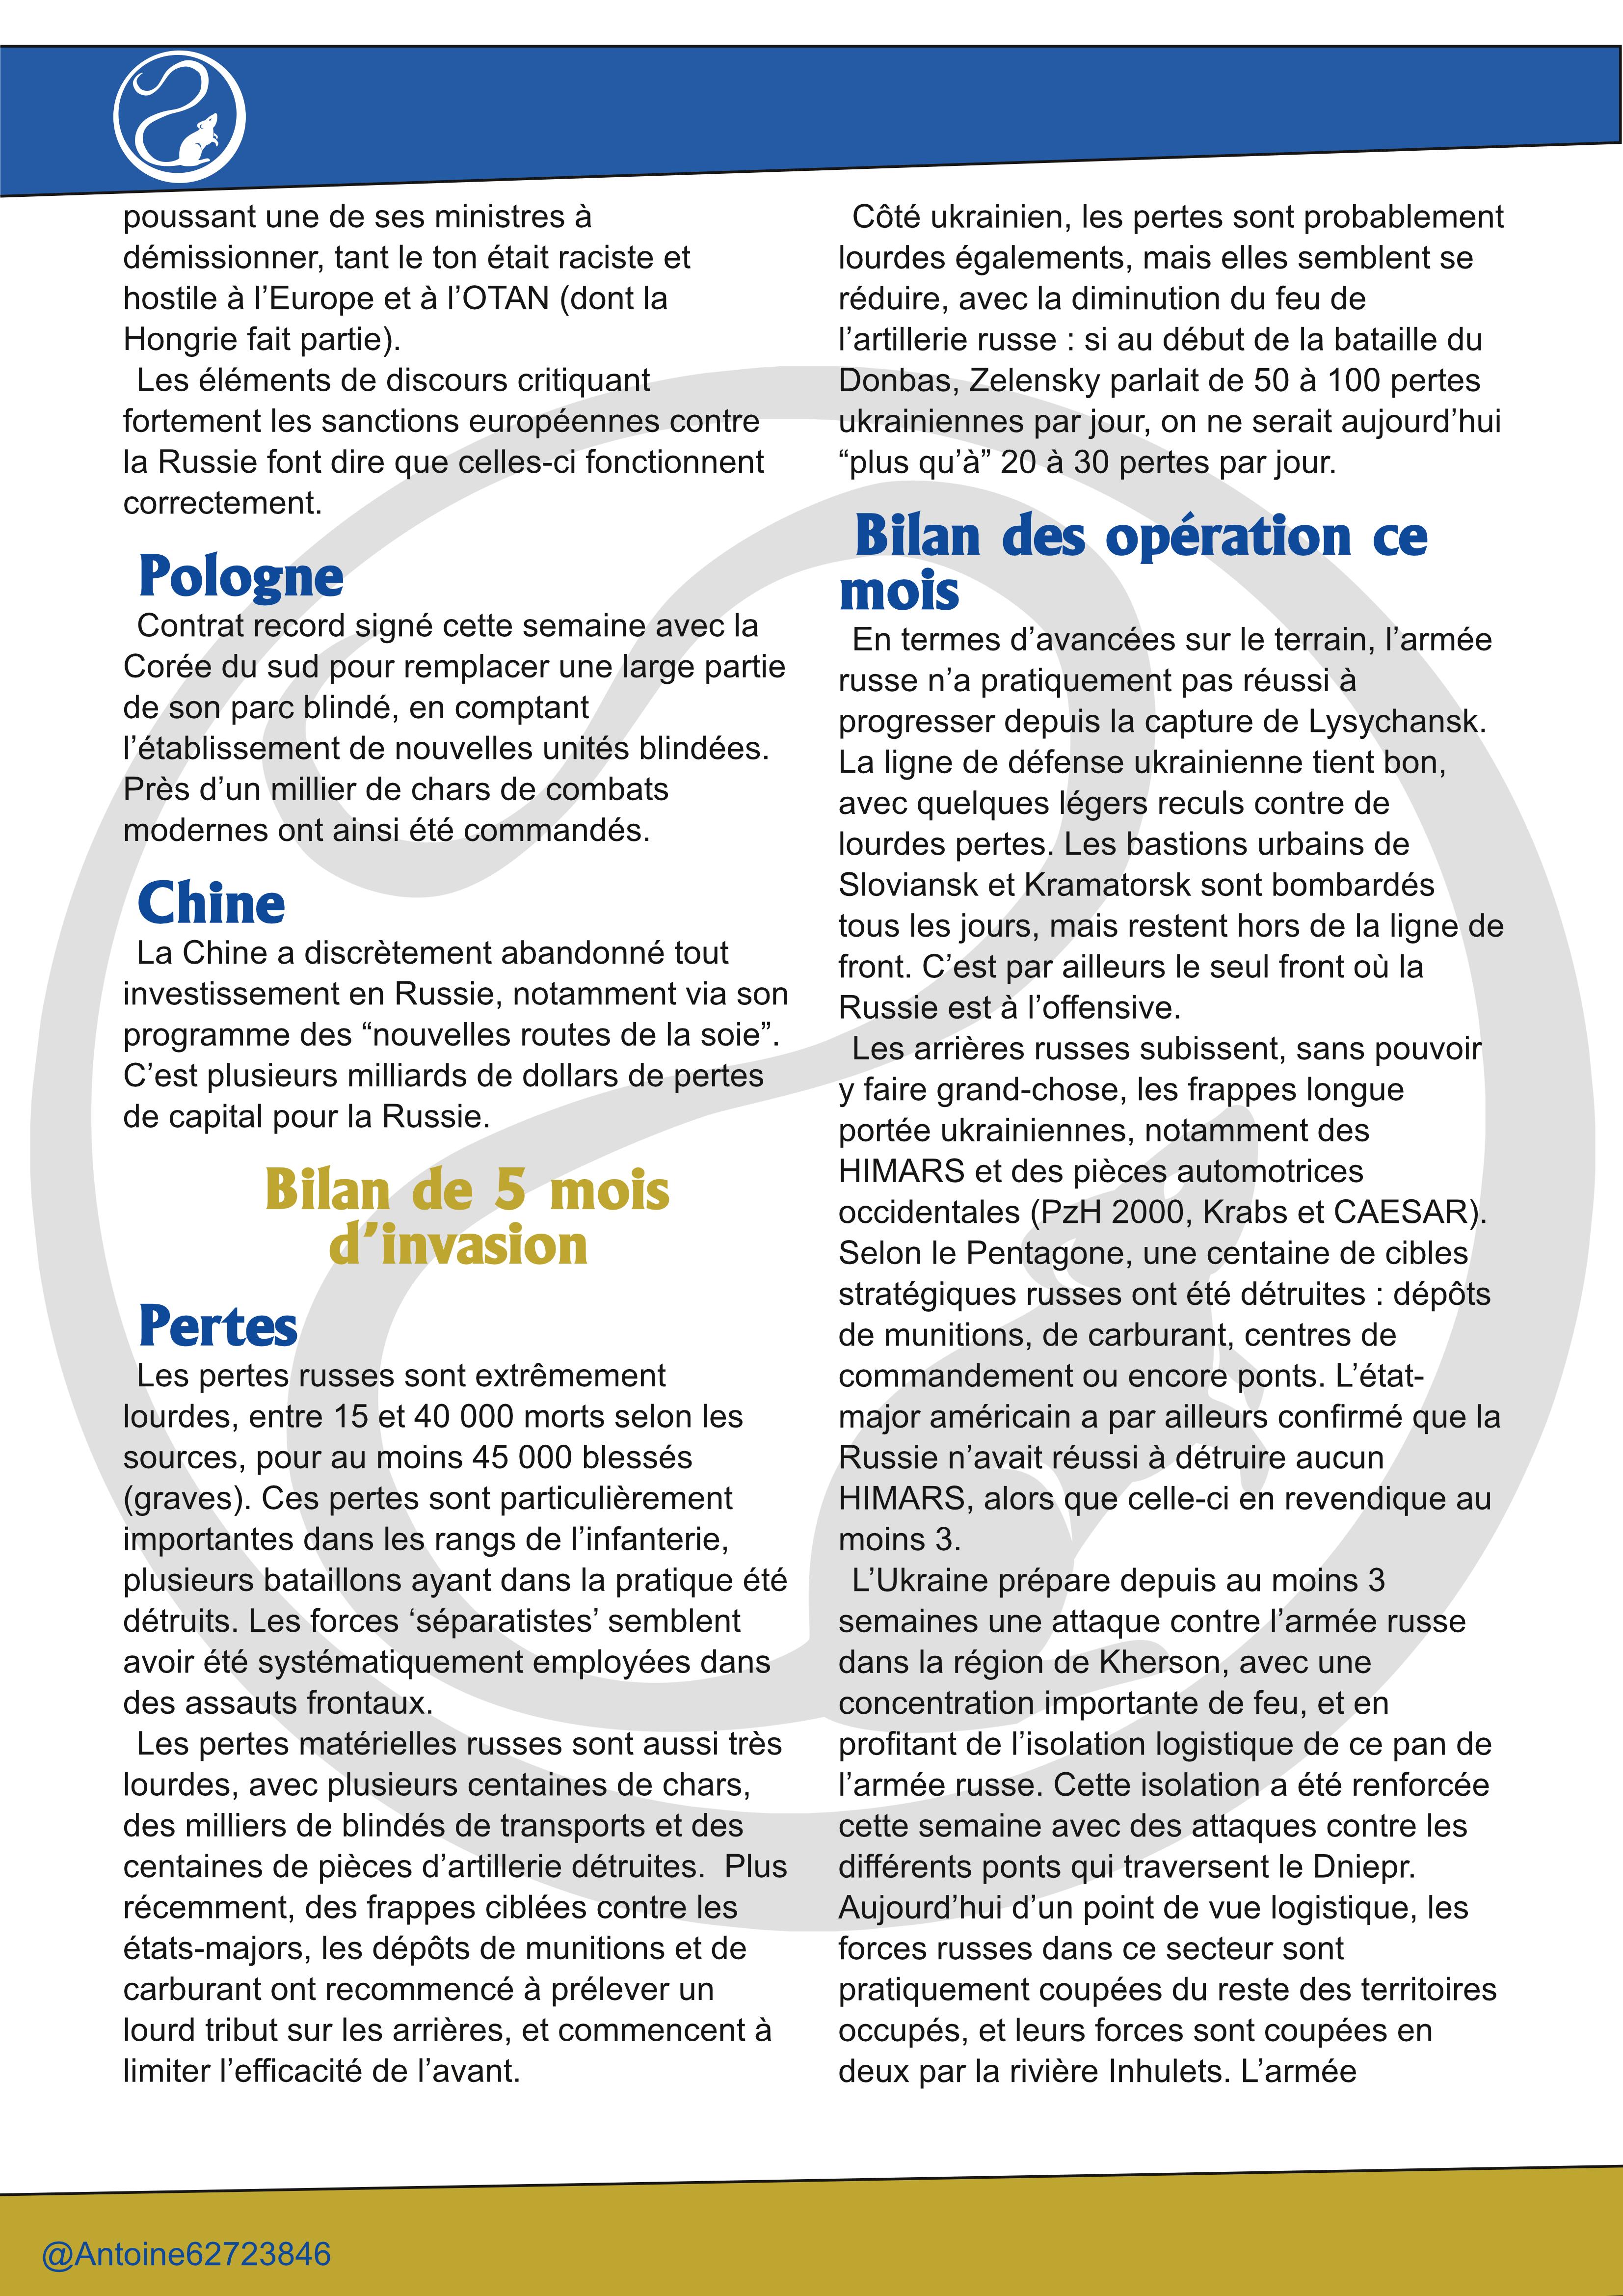 poussant une de ses ministres à
démissionner, tant le ton était raciste et
hostile à l’Europe et à l’OTAN (dont la
Hongrie fait partie).
Les éléments de discours critiquant
fortement les sanctions européennes contre
la Russie font dire que celles-ci fonctionnent
correctement.
Pologne
Contrat record signé cette semaine avec la
Corée du sud pour remplacer une large partie
de son parc blindé, en comptant
l’établissement de nouvelles unités blindées.
Près d’un millier de chars de combats
modernes ont ainsi été commandés.
Chine
La Chine a discrètement abandonné tout
investissement en Russie, notamment via son
programme des “nouvelles routes de la soie”.
C’est plusieurs milliards de dollars de pertes
de capital pour la Russie.
Bilan de 5 mois
d’invasion
Pertes
Les pertes russes sont extrêmement
lourdes, entre 15 et 40 000 morts selon les
sources, pour au moins 45 000 blessés
(graves). Ces pertes sont particulièrement
importantes dans les rangs de l’infanterie,
plusieurs bataillons ayant dans la pratique été
détruits. Les forces ‘séparatistes’ semblent
avoir été systématiquement employées dans
des assauts frontaux.
Les pertes matérielles russes sont aussi très
lourdes, avec plusieurs centaines de chars,
des milliers de blindés de transports et des
centaines de pièces d’artillerie détruites.  Plus
récemment, des frappes ciblées contre les
états-majors, les dépôts de munitions et de
carburant ont recommencé à prélever un
lourd tribut sur les arrières, et commencent à
limiter l’efficacité de l’avant.
Côté ukrainien, les pertes sont probablement
lourdes égalements, mais elles semblent se
réduire, avec la diminution du feu de
l’artillerie russe : si au début de la bataille du
Donbas, Zelensky parlait de 50 à 100 pertes
ukrainiennes par jour, on ne serait aujourd’hui
“plus qu’à” 20 à 30 pertes par jour.
Bilan des opération ce
mois
En termes d’avancées sur le terrain, l’armée
russe n’a pratiquement pas réussi à
progresser depuis la capture de Lysychansk.
La ligne de défense ukrainienne tient bon,
avec quelques légers reculs contre de
lourdes pertes. Les bastions urbains de
Sloviansk et Kramatorsk sont bombardés
tous les jours, mais restent hors de la ligne de
front. C’est par ailleurs le seul front où la
Russie est à l’offensive.
Les arrières russes subissent, sans pouvoir
y faire grand-chose, les frappes longue
portée ukrainiennes, notamment des
HIMARS et des pièces automotrices
occidentales (PzH 2000, Krabs et CAESAR).
Selon le Pentagone, une centaine de cibles
stratégiques russes ont été détruites : dépôts
de munitions, de carburant, centres de
commandement ou encore ponts. L’état-
major américain a par ailleurs confirmé que la
Russie n’avait réussi à détruire aucun
HIMARS, alors que celle-ci en revendique au
moins 3.
L’Ukraine prépare depuis au moins 3
semaines une attaque contre l’armée russe
dans la région de Kherson, avec une
concentration importante de feu, et en
profitant de l’isolation logistique de ce pan de
l’armée russe. Cette isolation a été renforcée
cette semaine avec des attaques contre les
différents ponts qui traversent le Dniepr.
Aujourd’hui d’un point de vue logistique, les
forces russes dans ce secteur sont
pratiquement coupées du reste des territoires
occupés, et leurs forces sont coupées en
deux par la rivière Inhulets. L’armée
@Antoine62723846